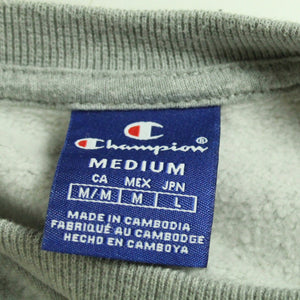 Champion®
MEDIUM
CA MEX JPN
M/M M L
MADE IN CAMBODIA
FABRIQUÉ AU CAMBODGE
HECHO EN CAMBOYA